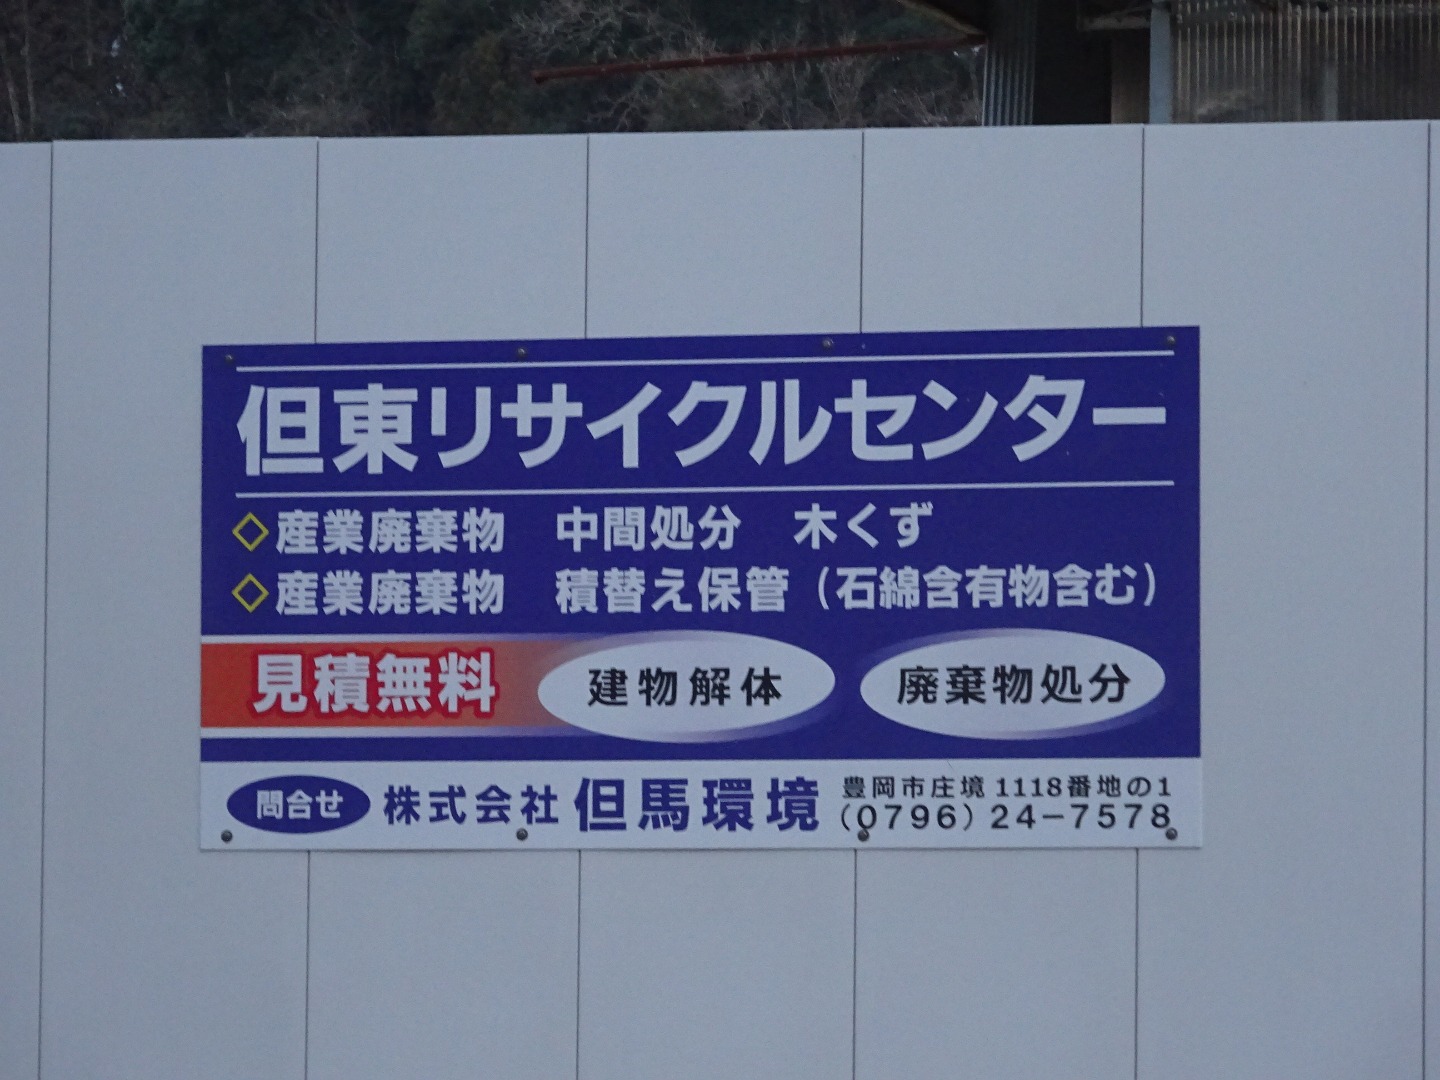 但東リサイクルセンター
◇産業廃棄物 中間処分 木くず
◇産業廃棄物 積替え保管(石綿含有物含む)
見積無料 建物解体 廃棄物処分
問合せ 株式会社 但馬環境 豊岡市庄境1118番地の1
(0796)24-7578